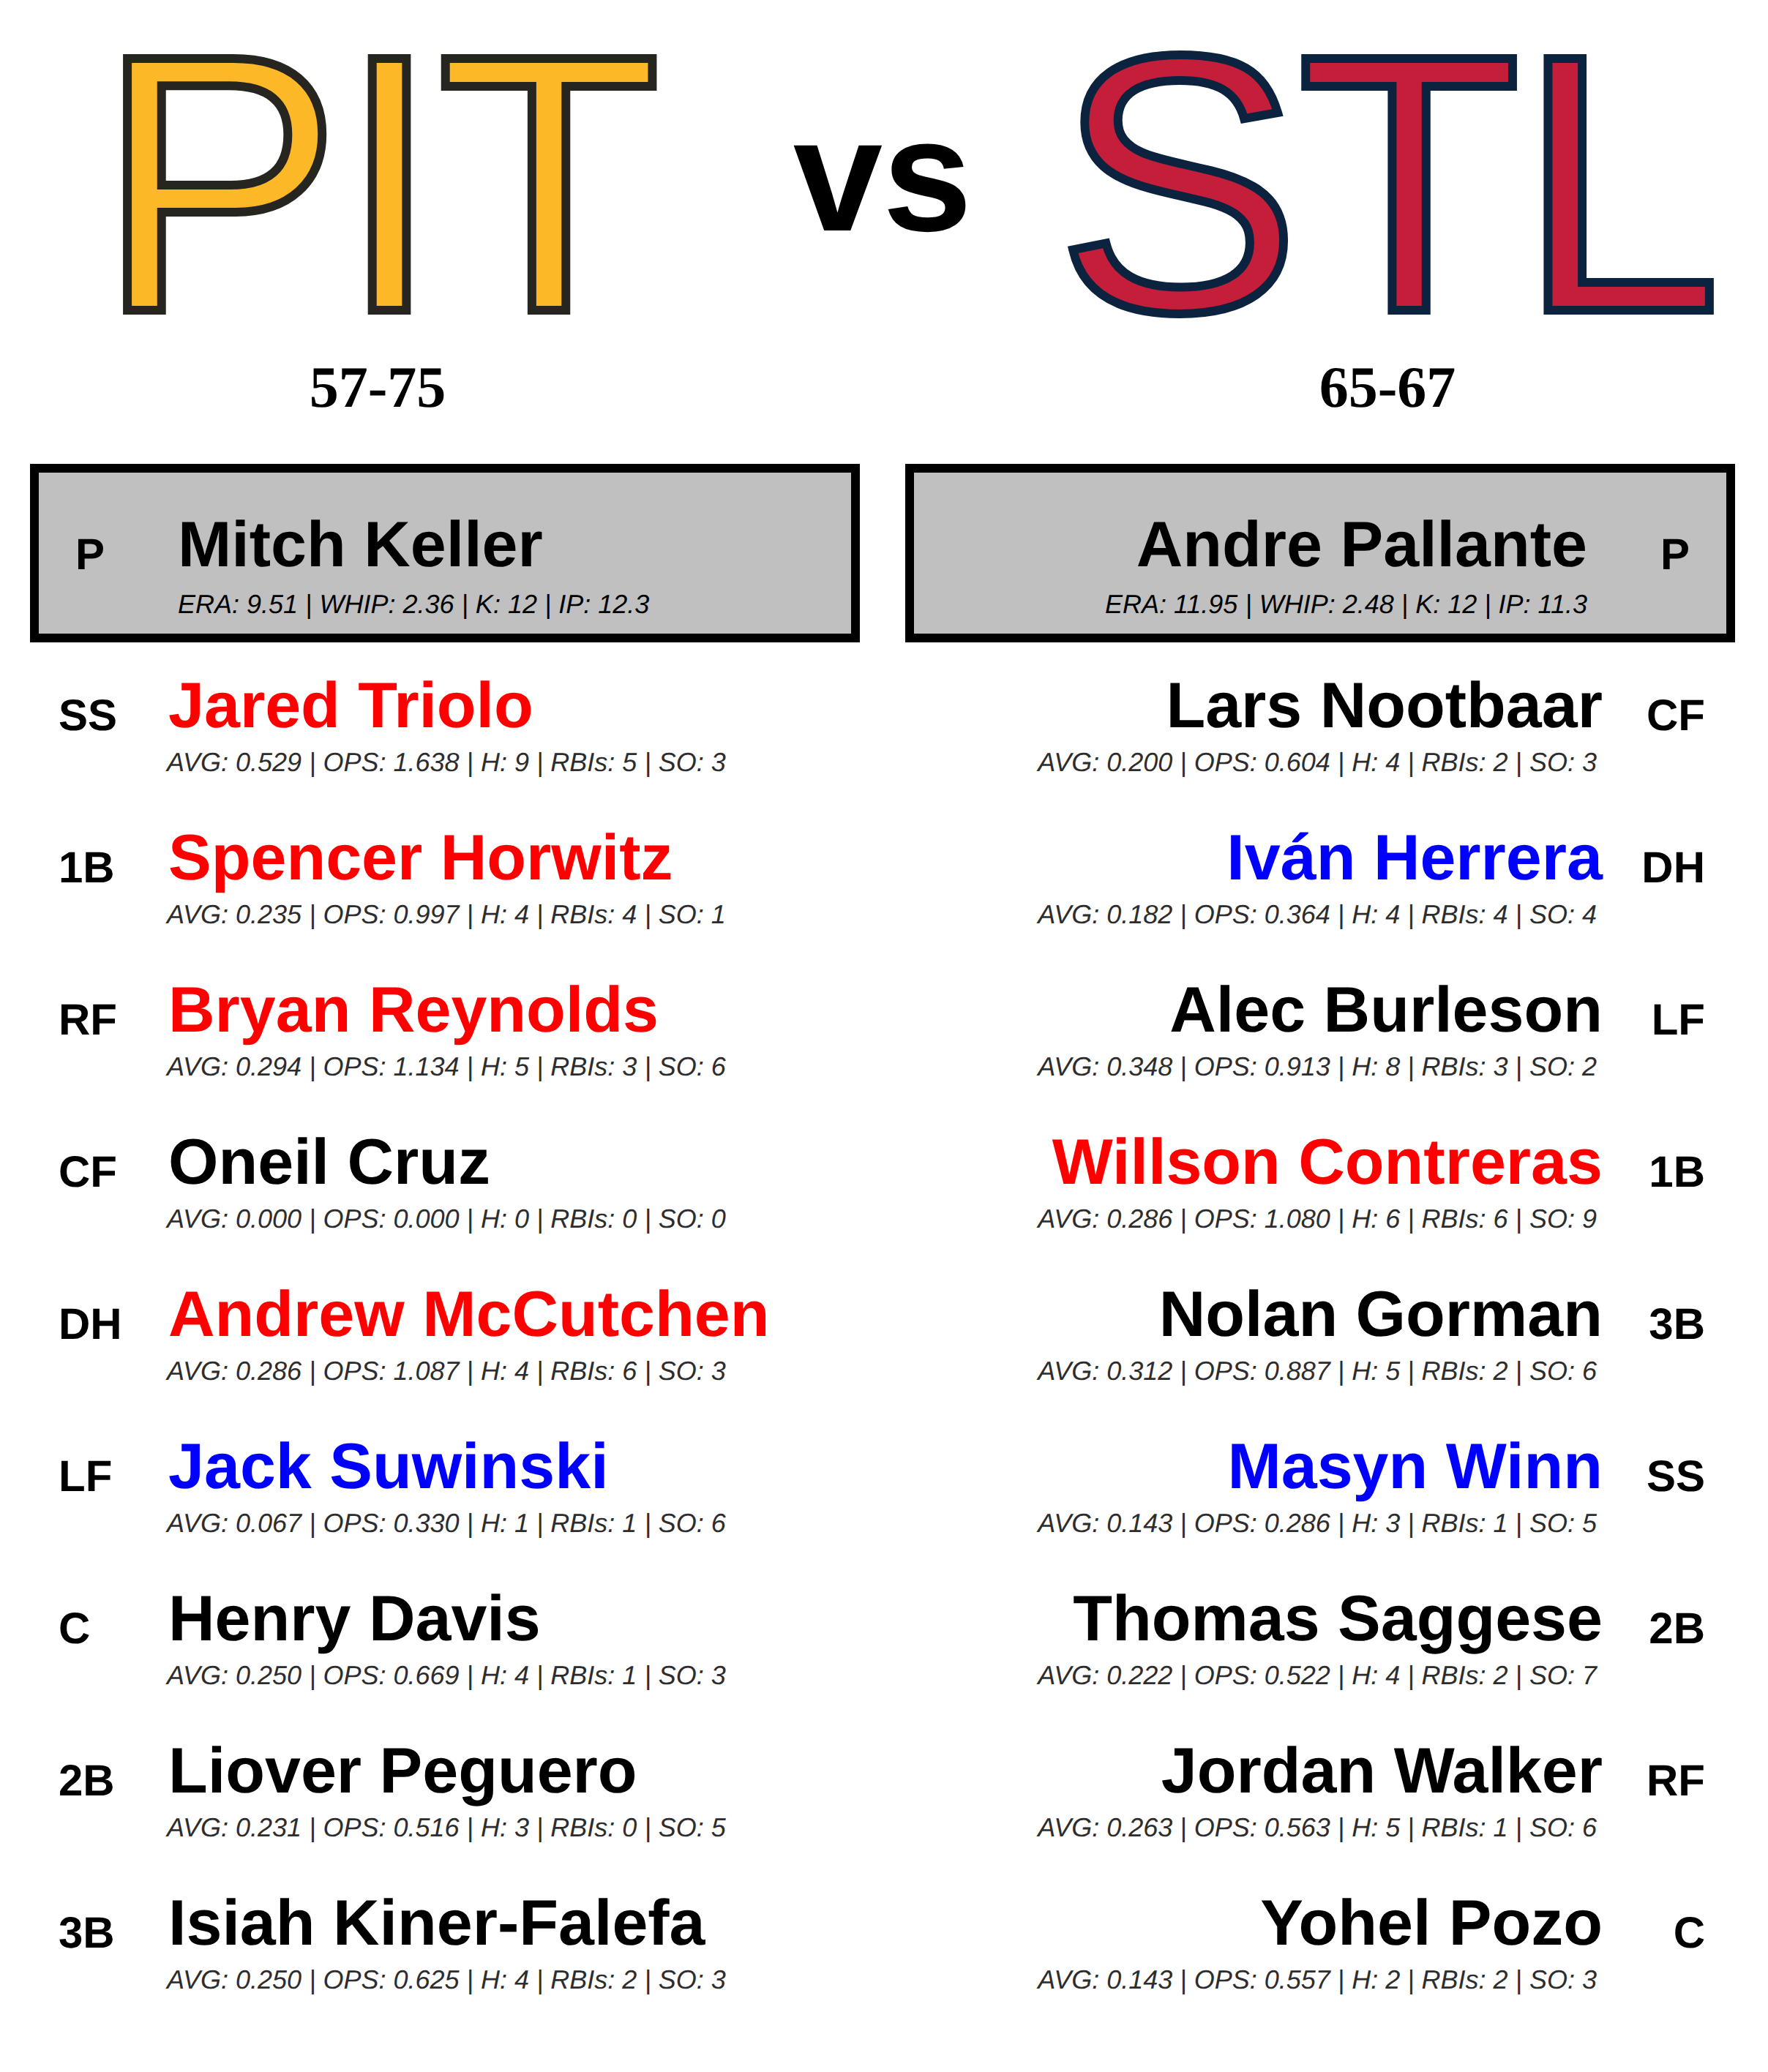 PIT vs STL
57-75
65-67
P Mitch Keller
ERA: 9.51 | WHIP: 2.36 | K: 12 | IP: 12.3
Andre Pallante P
ERA: 11.95 | WHIP: 2.48 | K: 12 | IP: 11.3
SS Jared Triolo
AVG: 0.529 | OPS: 1.638 | H: 9 | RBIs: 5 | SO: 3
1B Spencer Horwitz
AVG: 0.235 | OPS: 0.997 | H: 4 | RBIs: 4 | SO: 1
RF Bryan Reynolds
AVG: 0.294 | OPS: 1.134 | H: 5 | RBIs: 3 | SO: 6
CF Oneil Cruz
AVG: 0.000 | OPS: 0.000 | H: 0 | RBIs: 0 | SO: 0
DH Andrew McCutchen
AVG: 0.286 | OPS: 1.087 | H: 4 | RBIs: 6 | SO: 3
LF Jack Suwinski
AVG: 0.067 | OPS: 0.330 | H: 1 | RBIs: 1 | SO: 6
C Henry Davis
AVG: 0.250 | OPS: 0.669 | H: 4 | RBIs: 1 | SO: 3
2B Liover Peguero
AVG: 0.231 | OPS: 0.516 | H: 3 | RBIs: 0 | SO: 5
3B Isiah Kiner-Falefa
AVG: 0.250 | OPS: 0.625 | H: 4 | RBIs: 2 | SO: 3
Lars Nootbaar CF
AVG: 0.200 | OPS: 0.604 | H: 4 | RBIs: 2 | SO: 3
Iván Herrera DH
AVG: 0.182 | OPS: 0.364 | H: 4 | RBIs: 4 | SO: 4
Alec Burleson LF
AVG: 0.348 | OPS: 0.913 | H: 8 | RBIs: 3 | SO: 2
Willson Contreras 1B
AVG: 0.286 | OPS: 1.080 | H: 6 | RBIs: 6 | SO: 9
Nolan Gorman 3B
AVG: 0.312 | OPS: 0.887 | H: 5 | RBIs: 2 | SO: 6
Masyn Winn SS
AVG: 0.143 | OPS: 0.286 | H: 3 | RBIs: 1 | SO: 5
Thomas Saggese 2B
AVG: 0.222 | OPS: 0.522 | H: 4 | RBIs: 2 | SO: 7
Jordan Walker RF
AVG: 0.263 | OPS: 0.563 | H: 5 | RBIs: 1 | SO: 6
Yohel Pozo C
AVG: 0.143 | OPS: 0.557 | H: 2 | RBIs: 2 | SO: 3